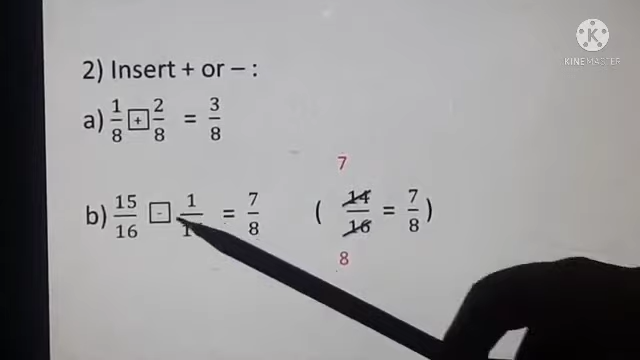 KINEMASTER
2) Insert + or – :
a) 1/8 + 2/8 = 3/8
b) 15/16 - 1/1 = 7/8 ( 14/16 = 7/8 )
7
8